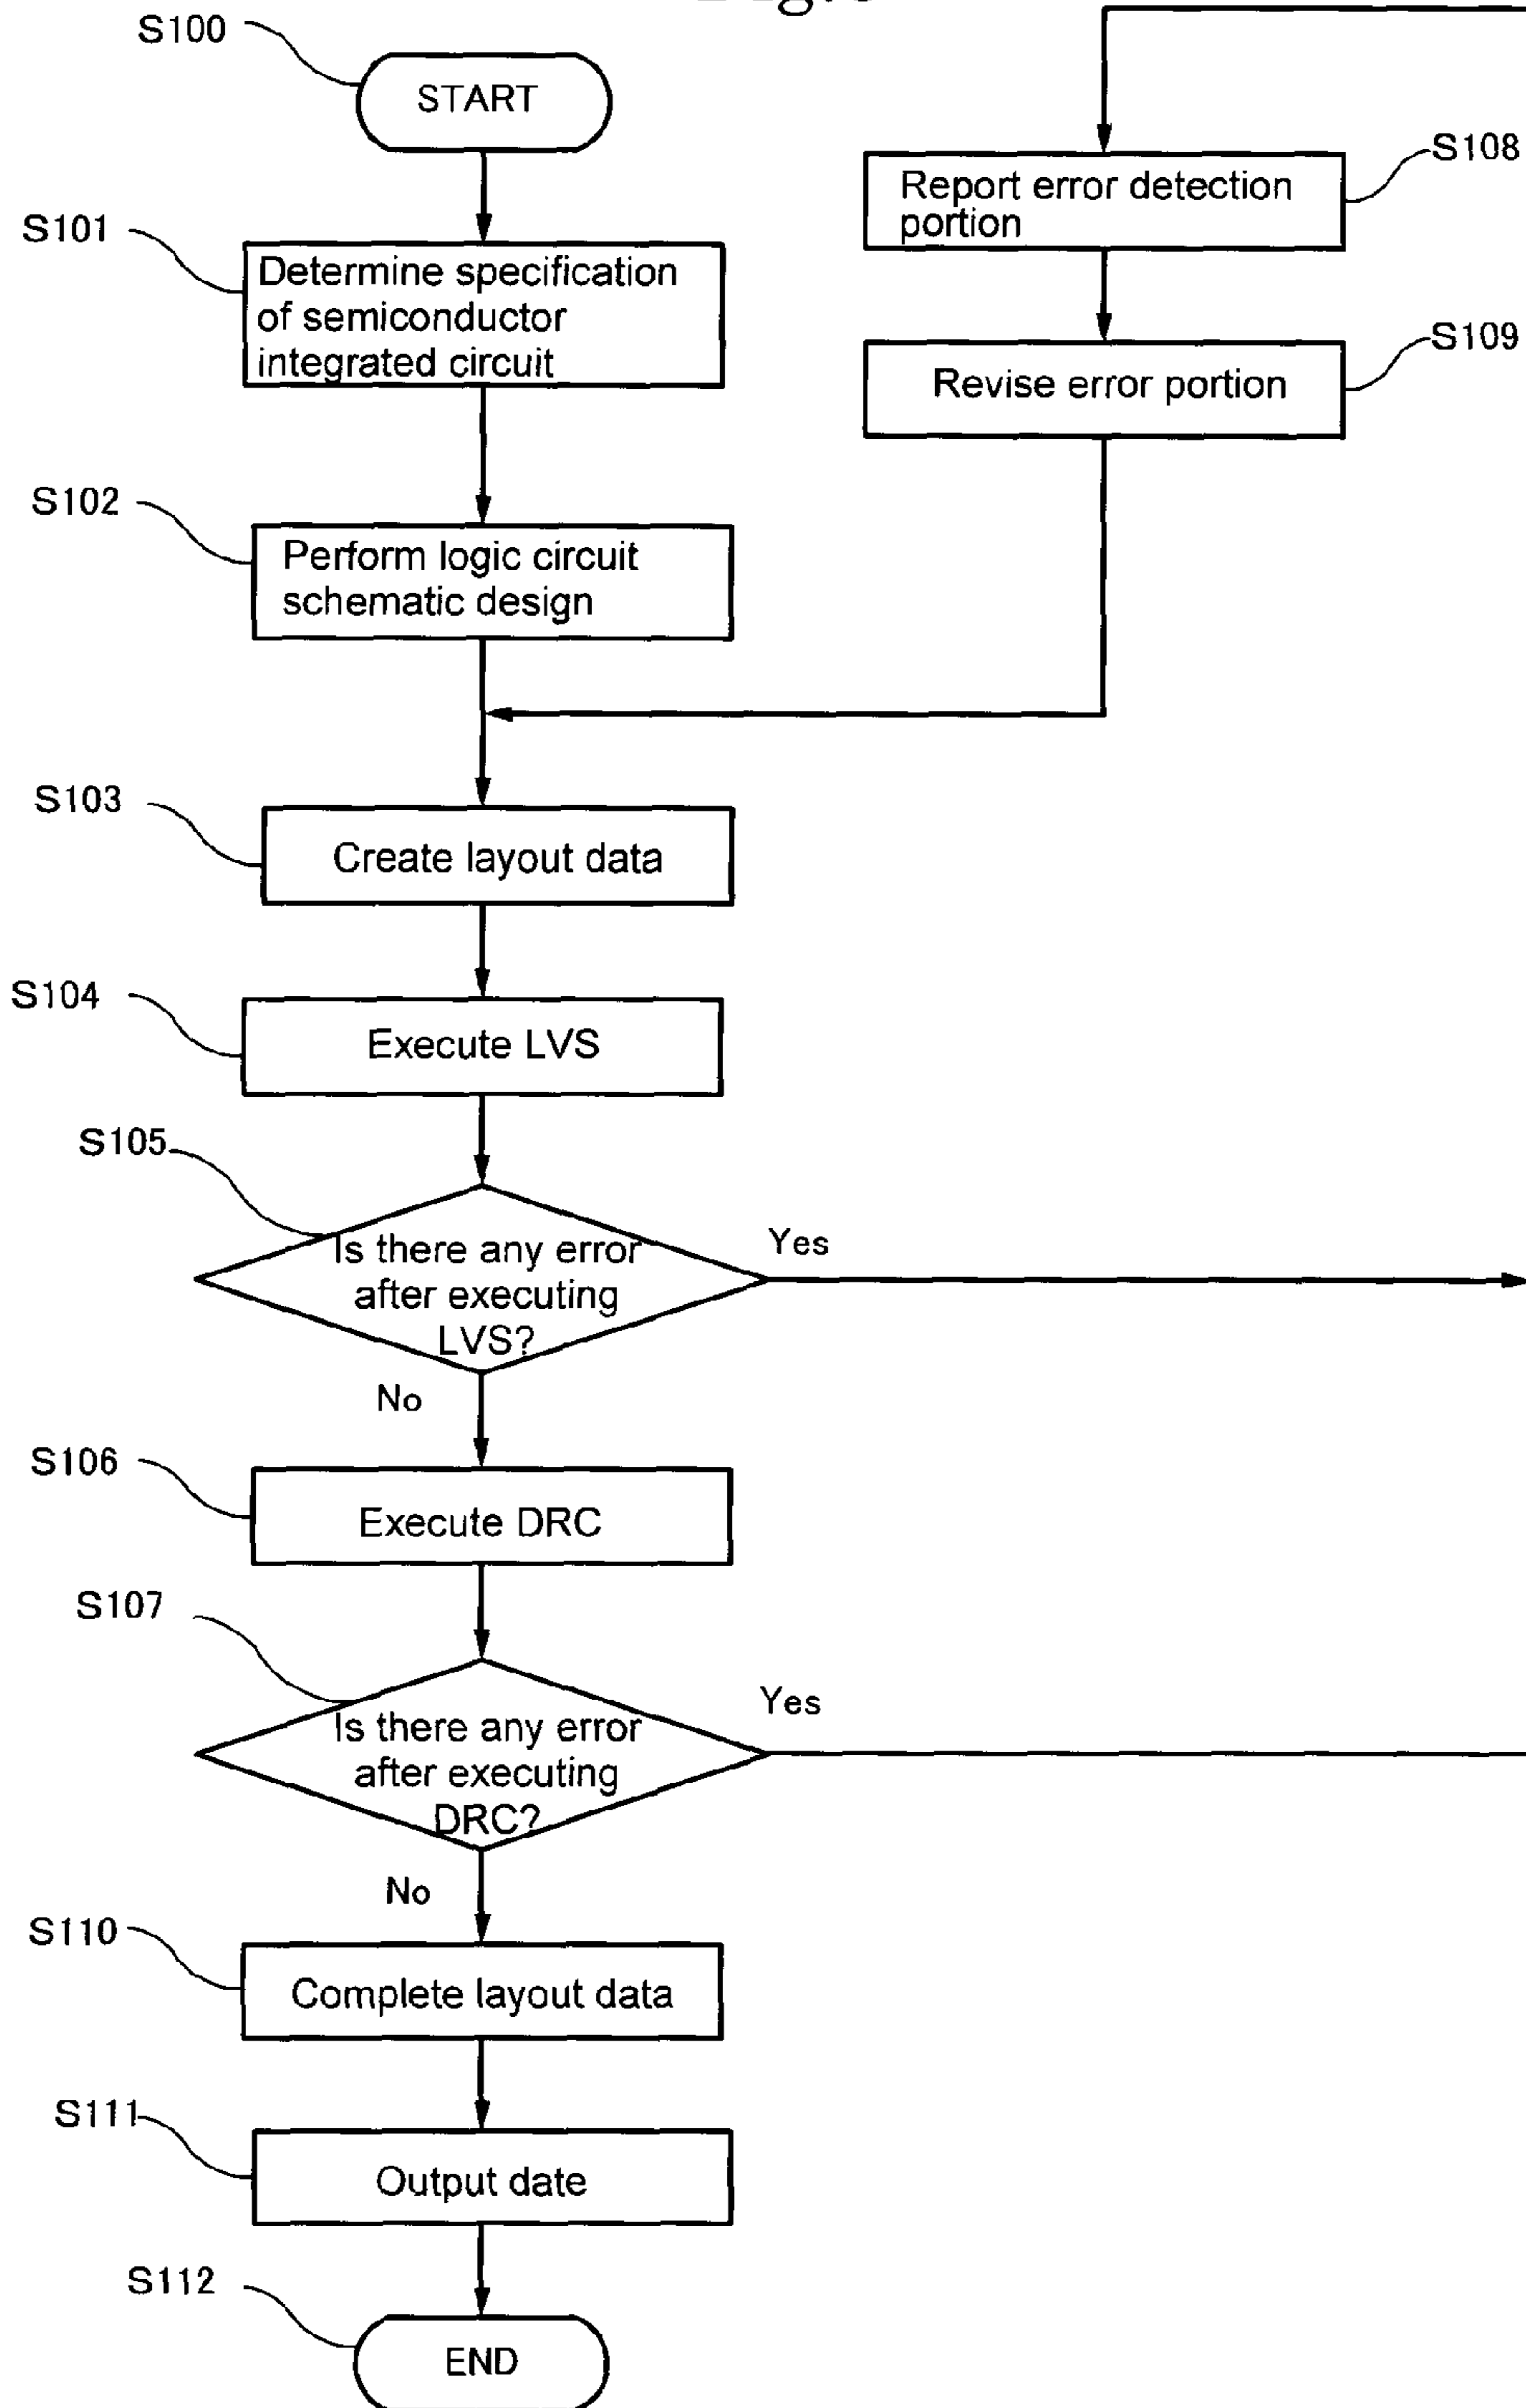 S100
START
S101
Determine specification
of semiconductor
integrated circuit
S102
Perform logic circuit
schematic design
S103
Create layout data
S104
Execute LVS
S105
Is there any error
after executing
LVS?
Yes
No
S106
Execute DRC
S107
Is there any error
after executing
DRC?
Yes
No
S110
Complete layout data
S111
Output date
S112
END
S108
Report error detection
portion
S109
Revise error portion